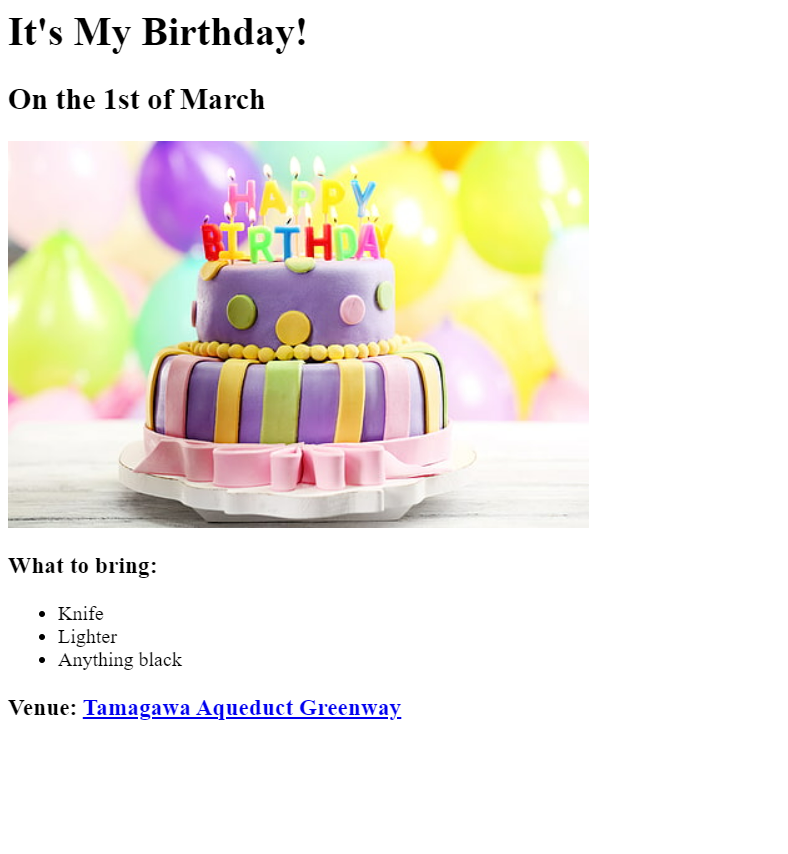 It's My Birthday!
On the 1st of March
HAPPY
BIRTHDAY
What to bring:
Knife
Lighter
Anything black
Venue: Tamagawa Aqueduct Greenway